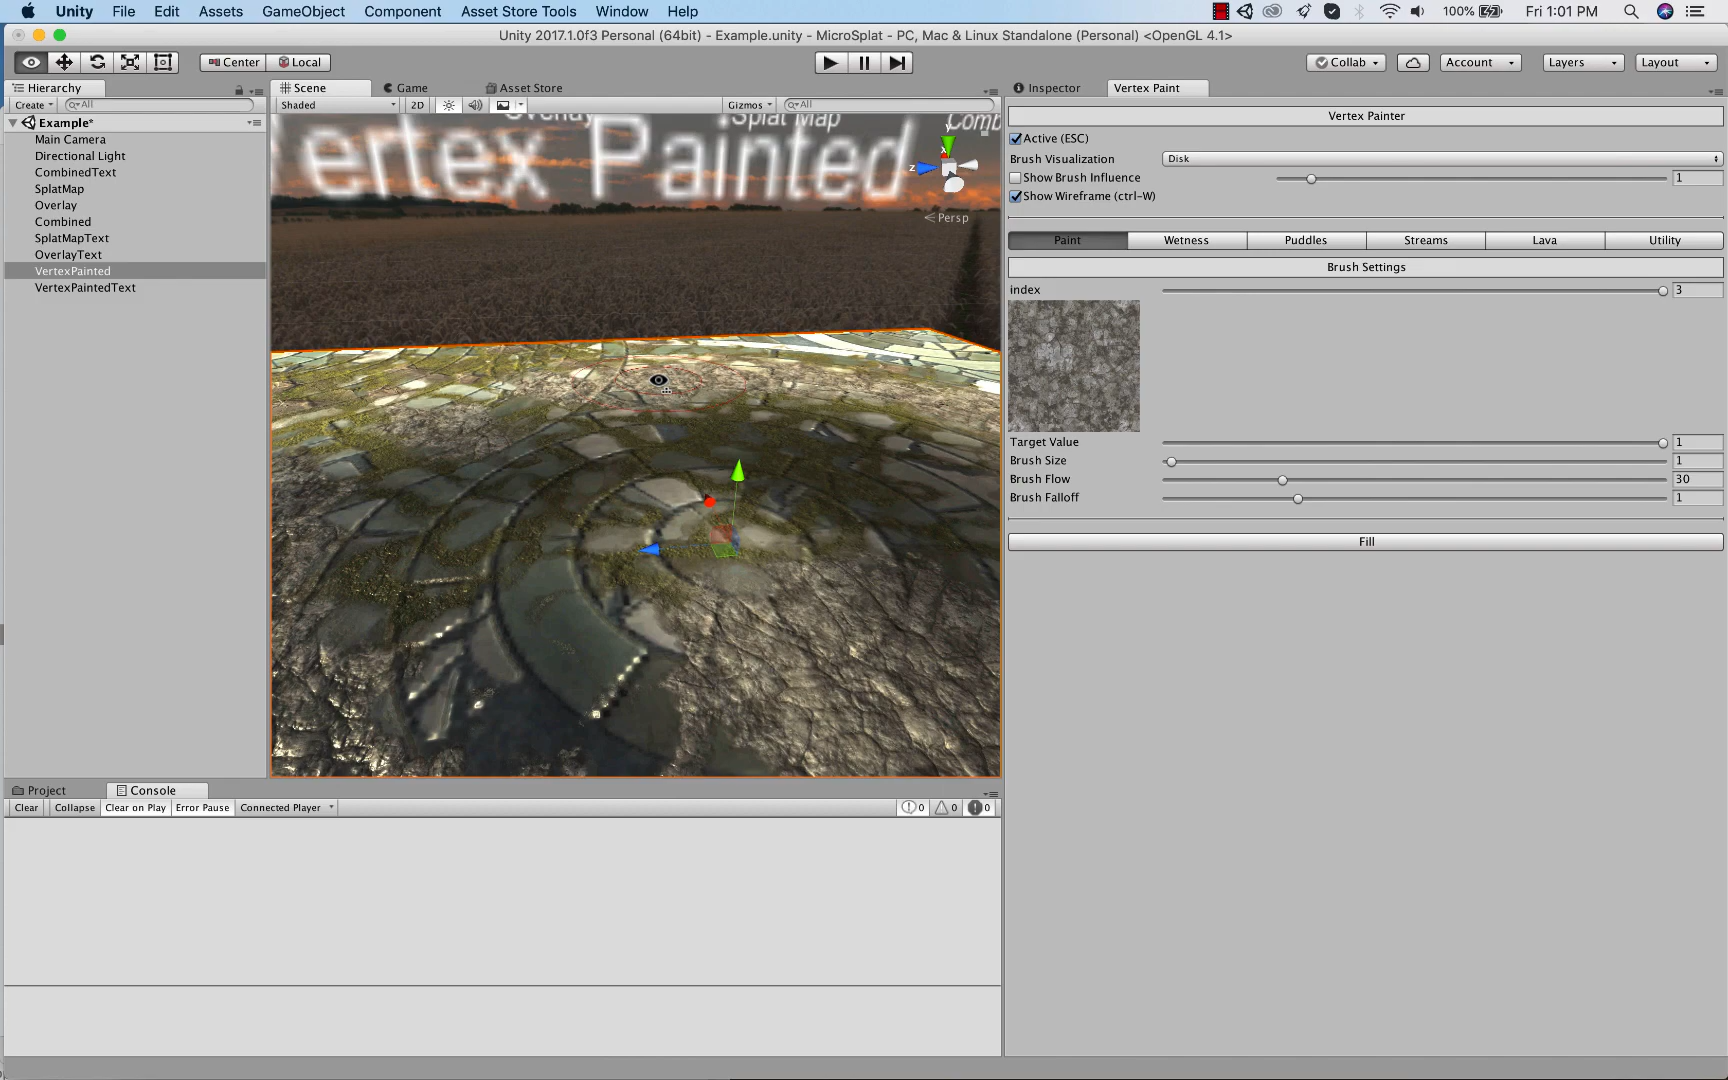 Unity File Edit Assets GameObject Component Asset Store Tools Window Help 100% Fri 1:01 PM
Unity 2017.1.0f3 Personal (64bit) - Example.unity - MicroSplat - PC, Mac & Linux Standalone (Personal) <OpenGL 4.1>
Center Local Collab Account Layers Layout
Hierarchy Scene Game Asset Store Inspector Vertex Paint
Create All Shaded 2D Gizmos All
Vertex Painter
Example*
Main Camera
Directional Light
CombinedText
SplatMap
Overlay
Combined
SplatMapText
OverlayText
VertexPainted
VertexPaintedText
Overlay Splat Map Comb
Vertex Painted
y
x
z
Persp
Active (ESC)
Brush Visualization Disk
Show Brush Influence 1
Show Wireframe (ctrl-W)
Paint Wetness Puddles Streams Lava Utility
Brush Settings
index 3
Target Value 1
Brush Size 1
Brush Flow 30
Brush Falloff 1
Fill
Project Console
Clear Collapse Clear on Play Error Pause Connected Player 0 0 0